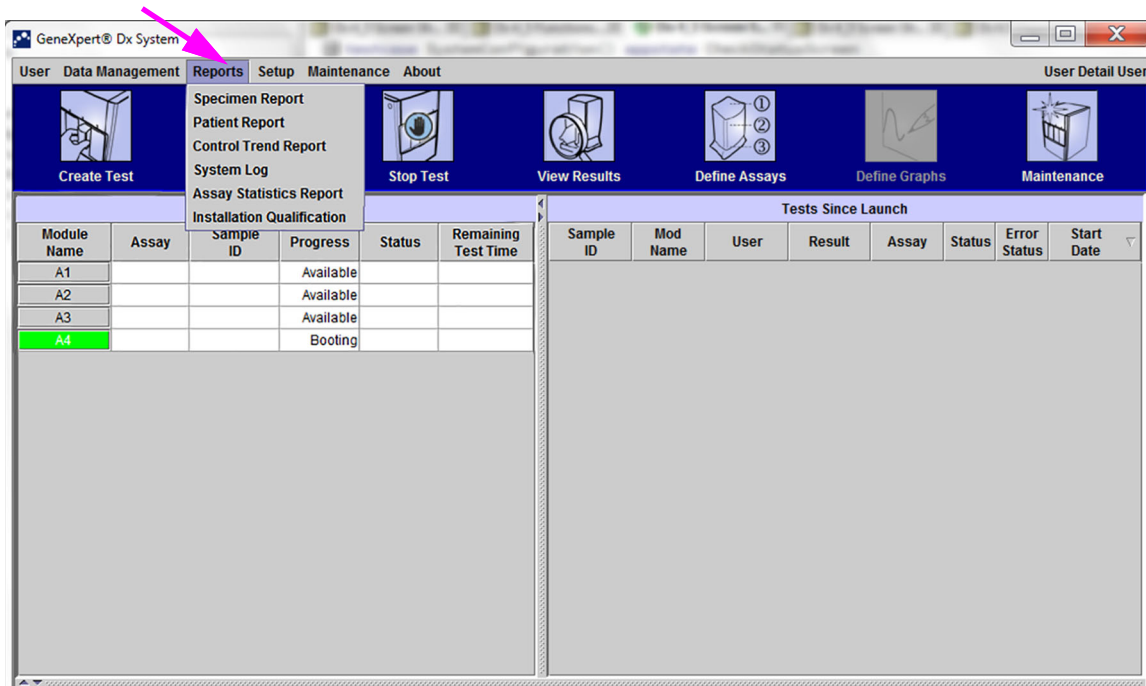 GeneXpert® Dx System
User Data Management Reports Setup Maintenance About User Detail User
Specimen Report
Patient Report
Control Trend Report
System Log
Assay Statistics Report
Installation Qualification
Create Test Stop Test View Results Define Assays Define Graphs Maintenance
①
②
③
Tests Since Launch
Module Name Assay Sample ID Progress Status Remaining Test Time
Sample ID Mod Name User Result Assay Status Error Status Start Date
A1 Available
A2 Available
A3 Available
A4 Booting